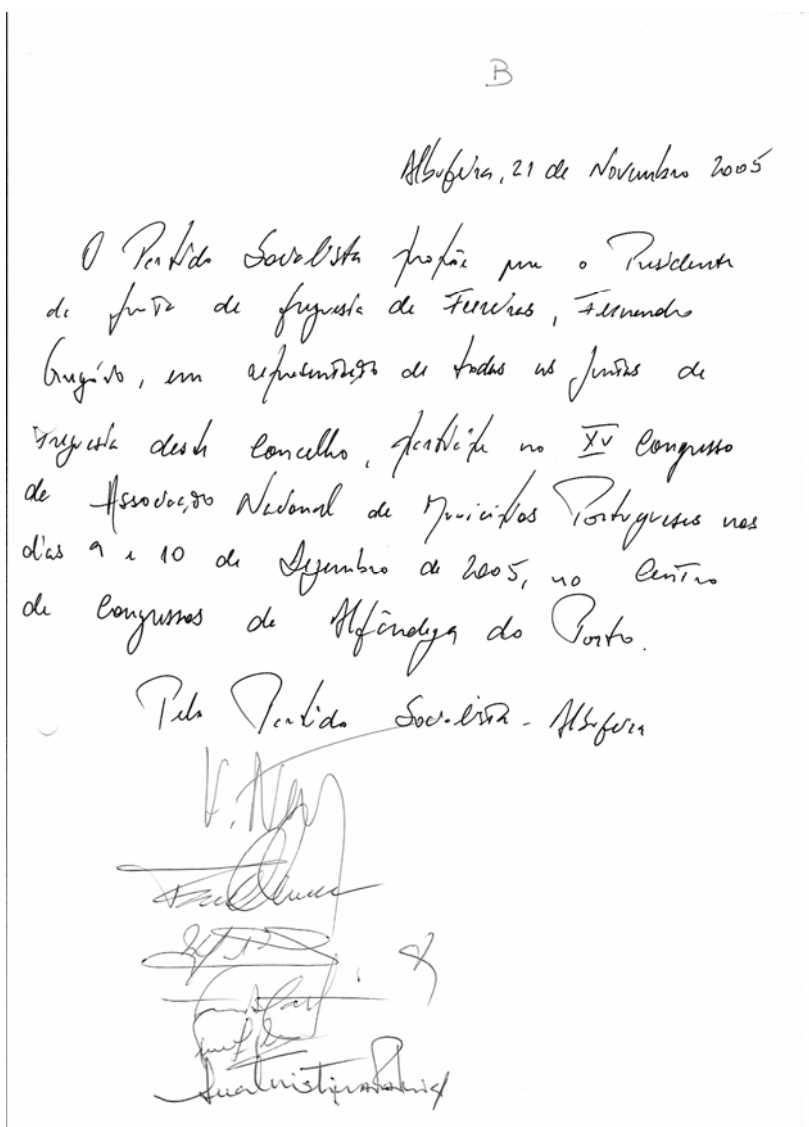 B
Albufeira, 21 de Novembro 2005
O Partido Socialista propõe que o Presidente
da junta de freguesia de Ferreiras, Fernando
Gregório, em representação de todas as juntas de
freguesia deste Concelho, participe no XV Congresso
da Associação Nacional de Municípios Portugueses nos
dias 9 e 10 de Dezembro de 2005, no Centro
de Congressos da Alfândega do Porto.
Pelo Partido Socialista - Albufeira